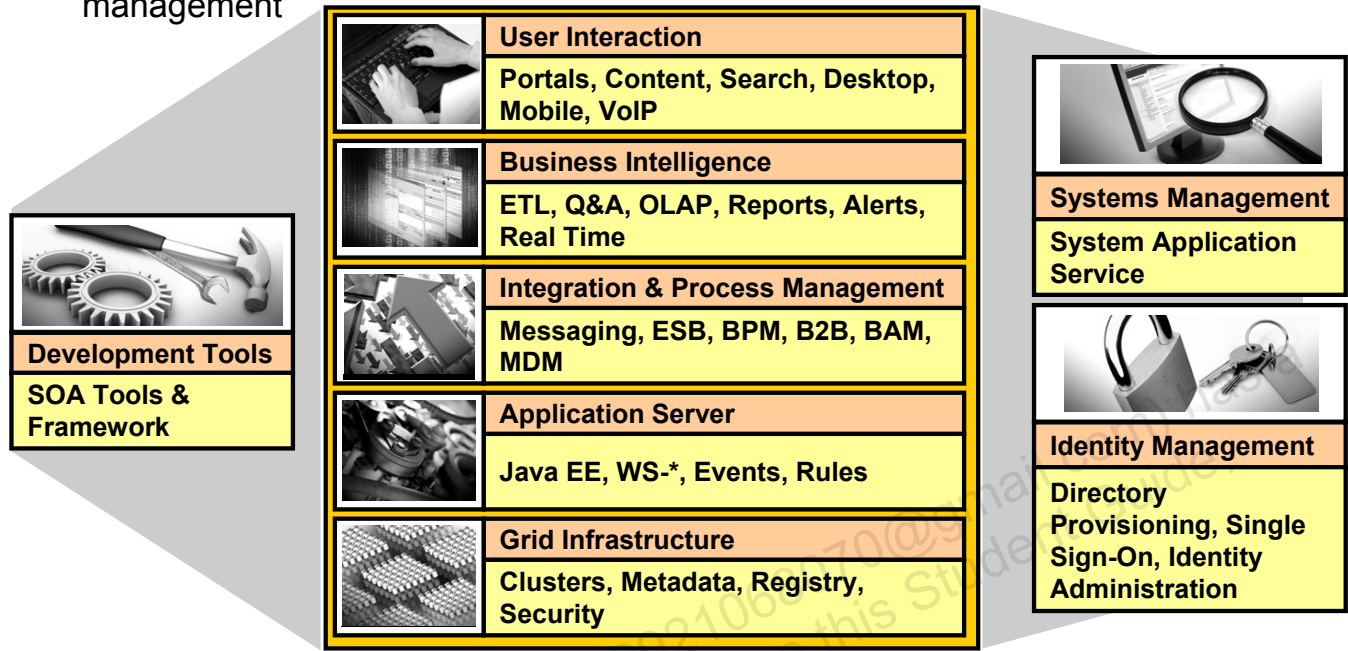 management
User Interaction
Portals, Content, Search, Desktop,
Mobile, VoIP
Business Intelligence
ETL, Q&A, OLAP, Reports, Alerts,
Real Time
Integration & Process Management
Messaging, ESB, BPM, B2B, BAM,
MDM
Application Server
Java EE, WS-*, Events, Rules
Grid Infrastructure
Clusters, Metadata, Registry,
Security
Development Tools
SOA Tools &
Framework
Systems Management
System Application
Service
Identity Management
Directory
Provisioning, Single
Sign-On, Identity
Administration
this Student Guide